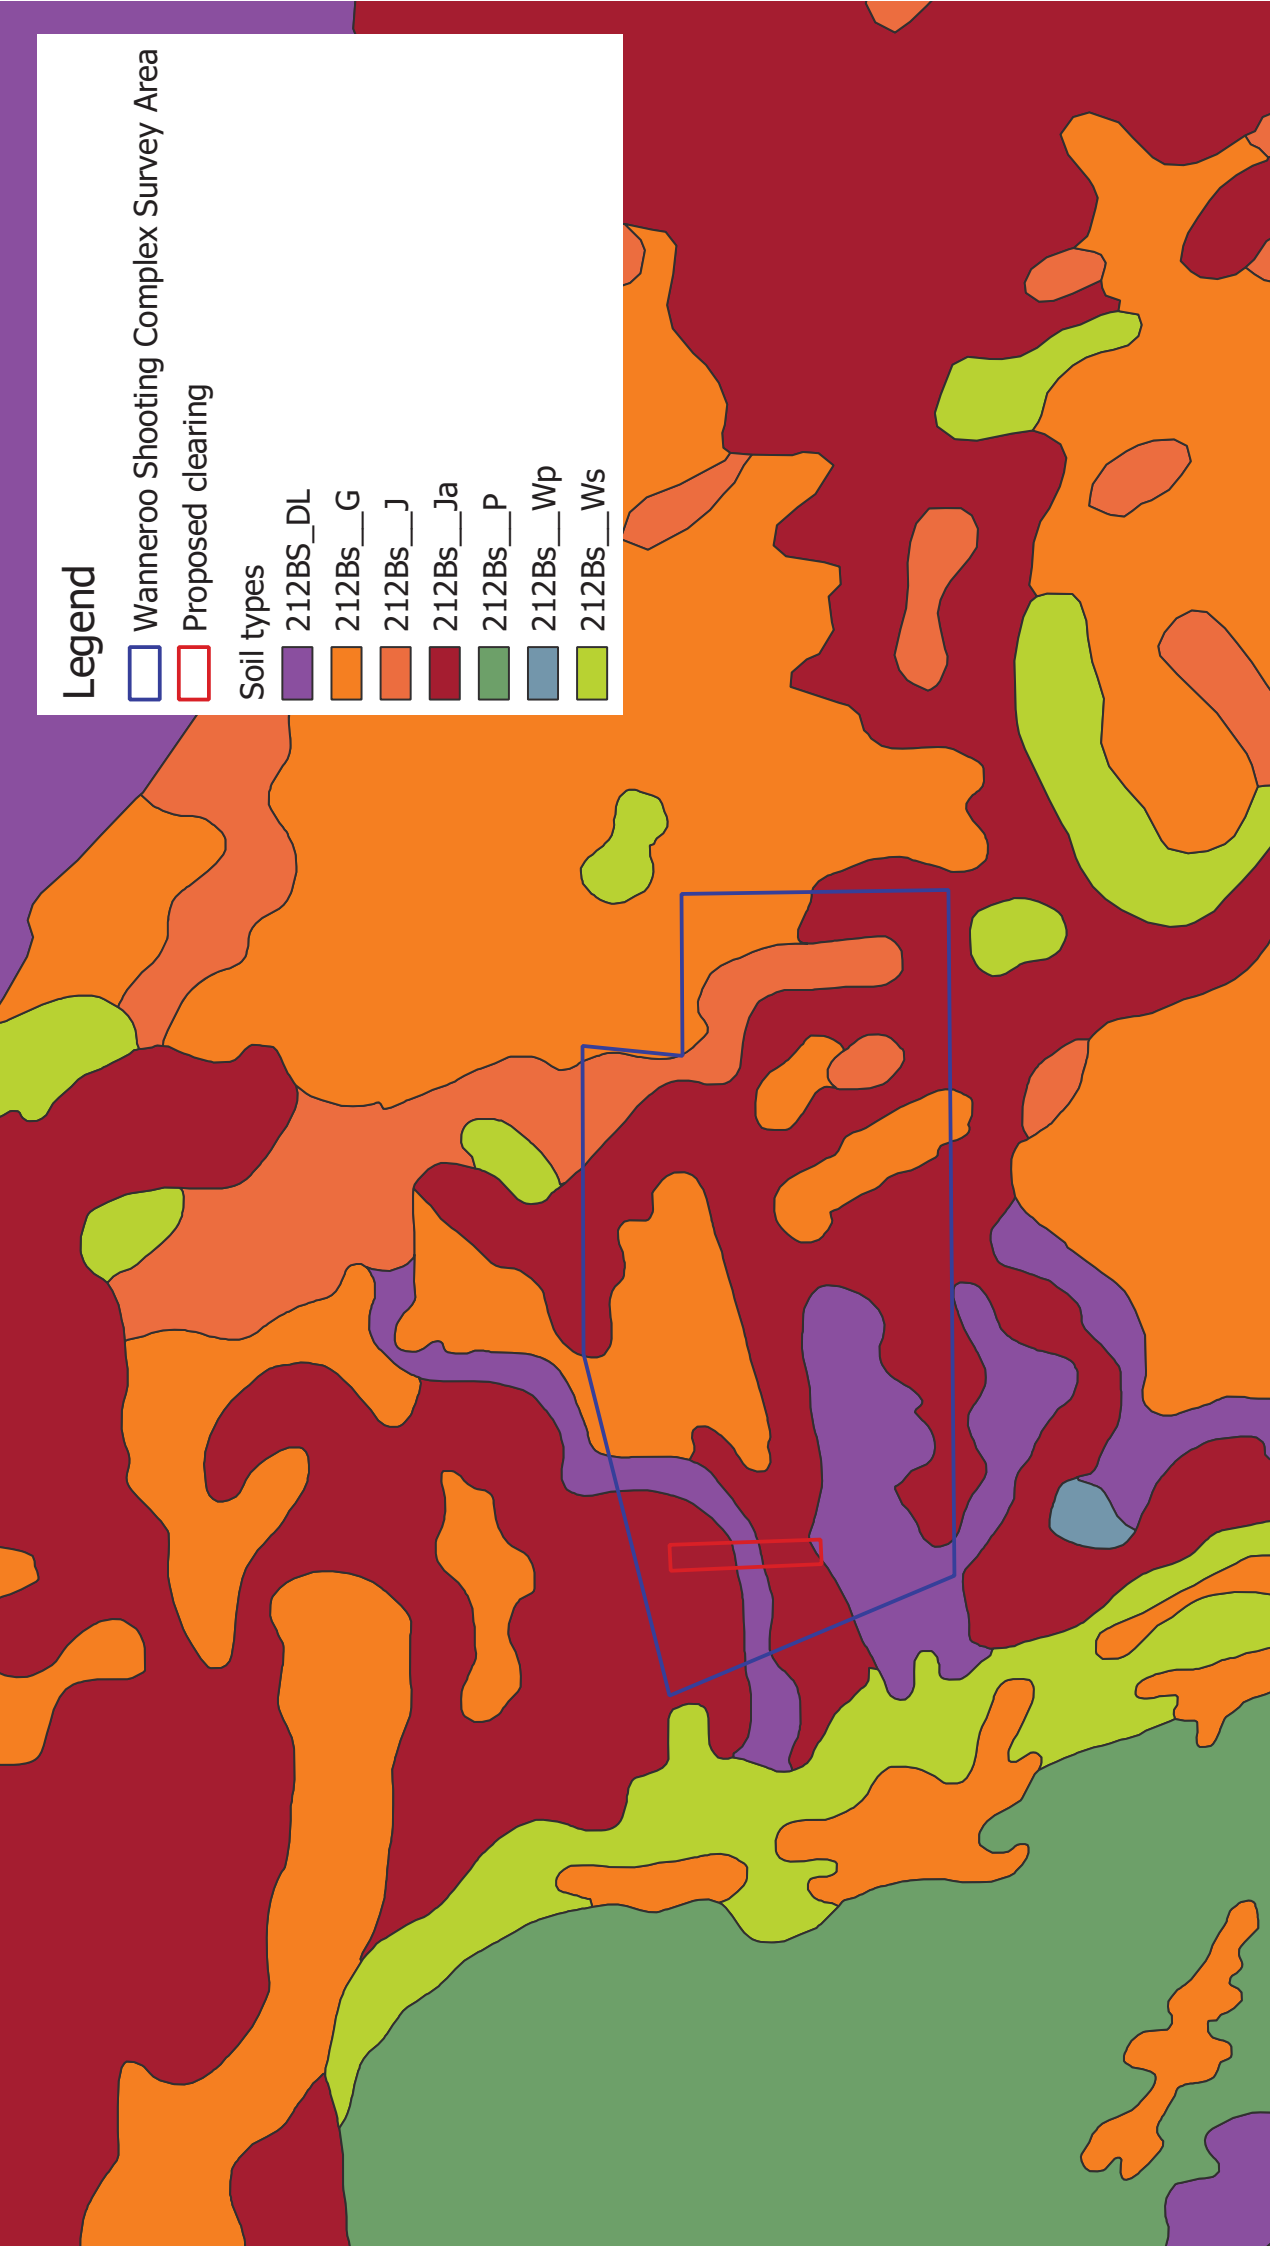 Legend
Wanneroo Shooting Complex Survey Area
Proposed clearing
Soil types
212BS_DL
212Bs__G
212Bs__J
212Bs__Ja
212Bs__P
212Bs__Wp
212Bs__Ws